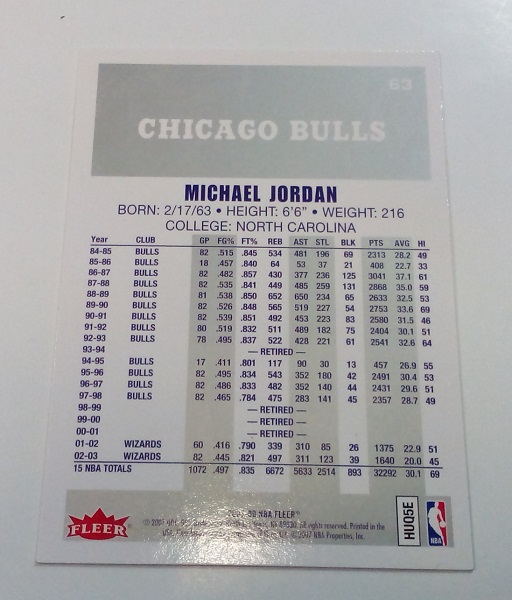 63
CHICAGO BULLS
MICHAEL JORDAN
BORN: 2/17/63 • HEIGHT: 6'6" • WEIGHT: 216
COLLEGE: NORTH CAROLINA
Year CLUB GP FG% FT% REB AST STL BLK PTS AVG HI
84-85 BULLS 82 .515 .845 534 481 196 69 2313 28.2 49
85-86 BULLS 18 .457 .840 64 53 37 21 408 22.7 33
86-87 BULLS 82 .482 .857 430 377 236 125 3041 37.1 61
87-88 BULLS 82 .535 .841 449 485 259 131 2868 35.0 59
88-89 BULLS 81 .538 .850 652 650 234 65 2633 32.5 53
89-90 BULLS 82 .526 .848 565 519 227 54 2753 33.6 69
90-91 BULLS 82 .539 .851 492 453 223 83 2580 31.5 46
91-92 BULLS 80 .519 .832 511 489 182 75 2404 30.1 51
92-93 BULLS 78 .495 .837 522 428 221 61 2541 32.6 64
93-94 — RETIRED —
94-95 BULLS 17 .411 .801 117 90 30 13 457 26.9 55
95-96 BULLS 82 .495 .834 543 352 180 42 2491 30.4 53
96-97 BULLS 82 .486 .833 482 352 140 44 2431 29.6 51
97-98 BULLS 82 .465 .784 475 283 141 45 2357 28.7 49
98-99 — RETIRED —
99-00 — RETIRED —
00-01 — RETIRED —
01-02 WIZARDS 60 .416 .790 339 310 85 26 1375 22.9 51
02-03 WIZARDS 82 .445 .821 497 311 123 39 1640 20.0 45
15 NBA TOTALS 1072 .497 .835 6672 5633 2514 893 32292 30.1 69
NBA FLEER
All rights reserved. Printed in the
USA. NBA Properties, Inc.
FLEER
HUQ5E
NBA